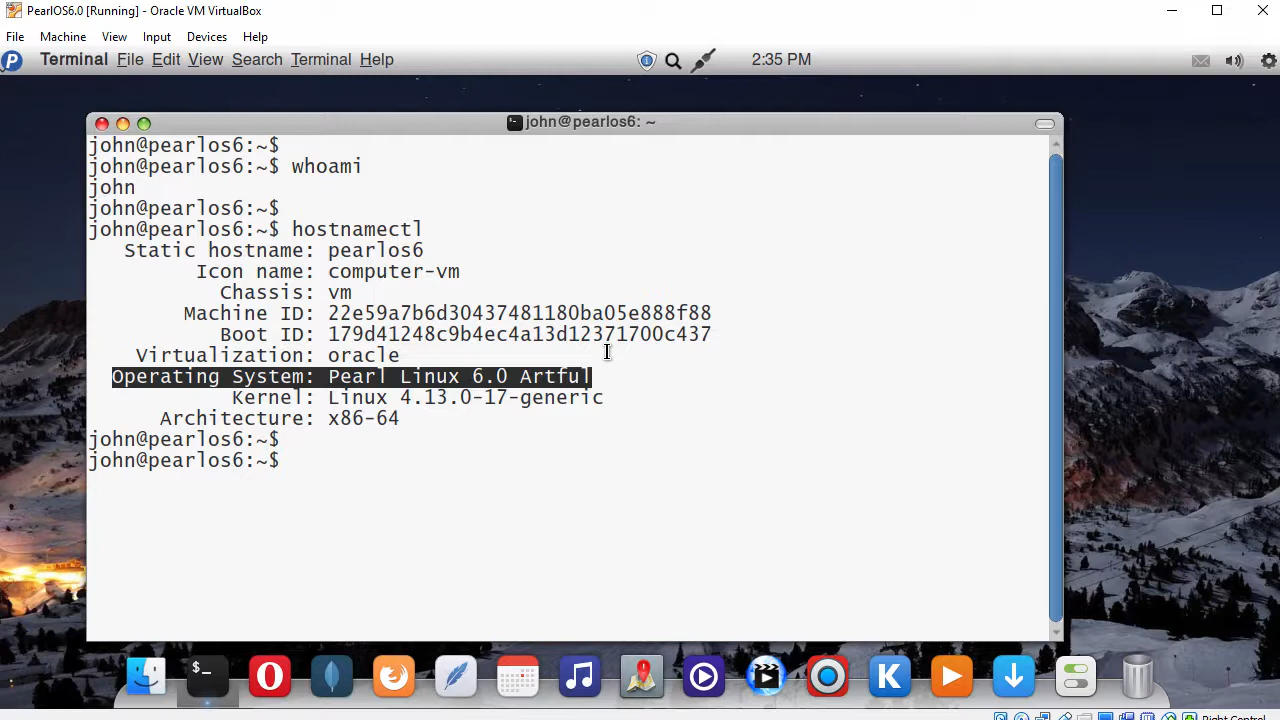 PearlOS6.0 [Running] - Oracle VM VirtualBox
File Machine View Input Devices Help
Terminal File Edit View Search Terminal Help 2:35 PM
john@pearlos6: ~
john@pearlos6:~$
john@pearlos6:~$ whoami
john
john@pearlos6:~$
john@pearlos6:~$ hostnamectl
Static hostname: pearlos6
Icon name: computer-vm
Chassis: vm
Machine ID: 22e59a7b6d30437481180ba05e888f88
Boot ID: 179d41248c9b4ec4a13d12371700c437
Virtualization: oracle
Operating System: Pearl Linux 6.0 Artful
Kernel: Linux 4.13.0-17-generic
Architecture: x86-64
john@pearlos6:~$
john@pearlos6:~$
Right Control